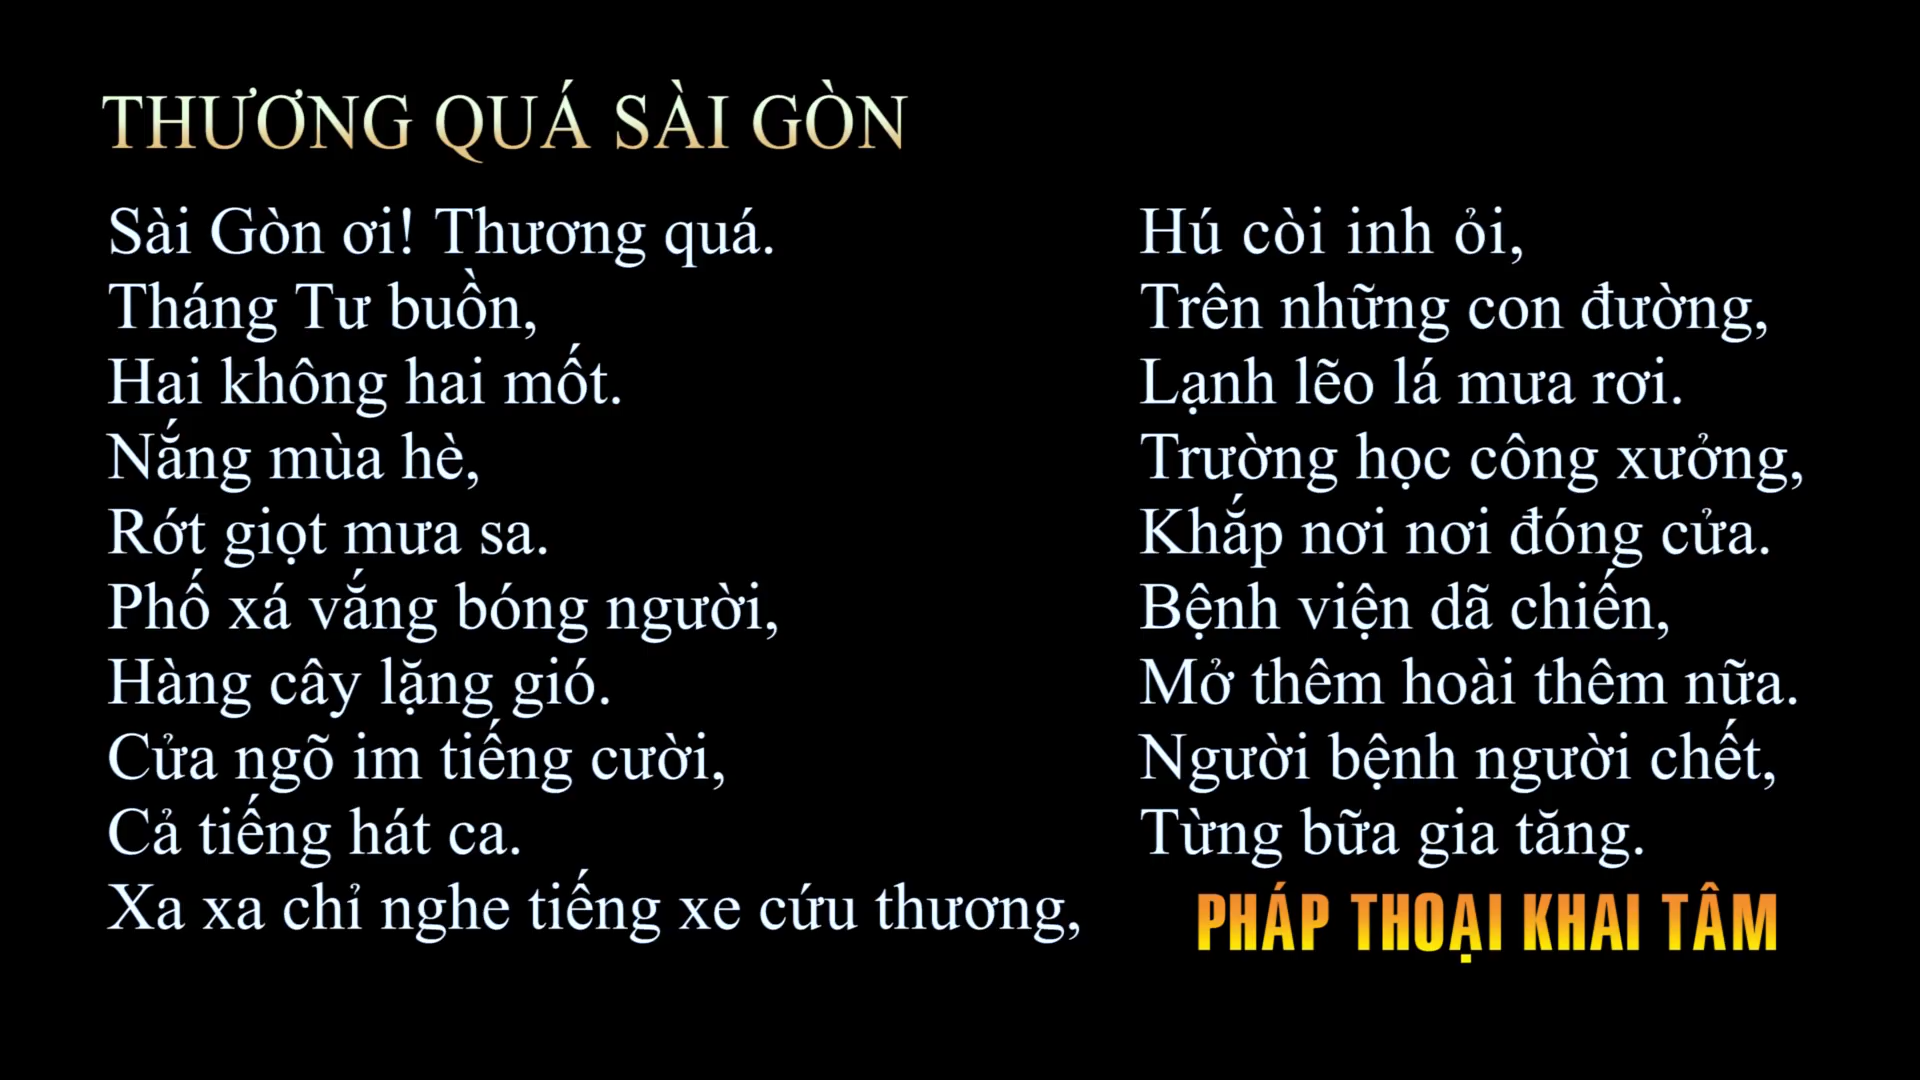 THƯƠNG QUÁ SÀI GÒN
Sài Gòn ơi! Thương quá.
Tháng Tư buồn,
Hai không hai mốt.
Nắng mùa hè,
Rớt giọt mưa sa.
Phố xá vắng bóng người,
Hàng cây lặng gió.
Cửa ngõ im tiếng cười,
Cả tiếng hát ca.
Xa xa chỉ nghe tiếng xe cứu thương,
Hú còi inh ỏi,
Trên những con đường,
Lạnh lẽo lá mưa rơi.
Trường học công xưởng,
Khắp nơi nơi đóng cửa.
Bệnh viện dã chiến,
Mở thêm hoài thêm nữa.
Người bệnh người chết,
Từng bữa gia tăng.
PHÁP THOẠI KHAI TÂM